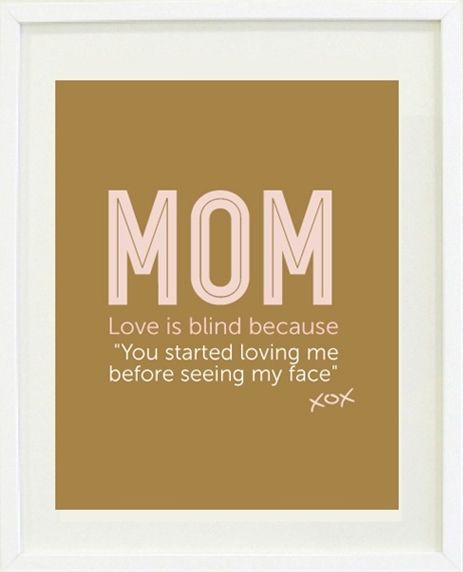 MOM
Love is blind because
"You started loving me
before seeing my face"
xox